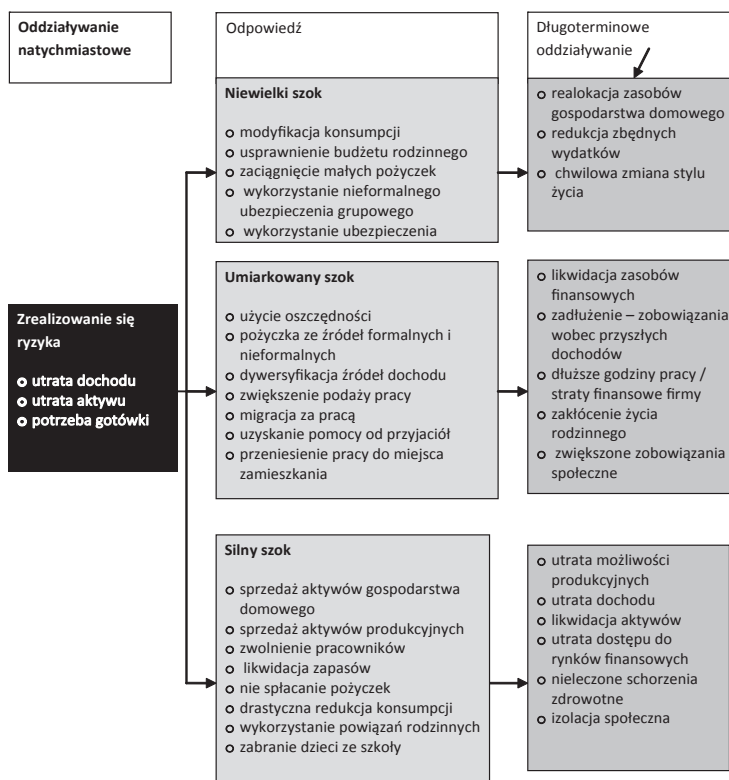 Oddziaływanie
natychmiastowe
Odpowiedź
Długoterminowe
oddziaływanie
Zrealizowanie się
ryzyka
utrata dochodu
utrata aktywu
potrzeba gotówki
Niewielki szok
modyfikacja konsumpcji
usprawnienie budżetu rodzinnego
zaciągnięcie małych pożyczek
wykorzystanie nieformalnego
ubezpieczenia grupowego
wykorzystanie ubezpieczenia
realokacja zasobów
gospodarstwa domowego
redukcja zbędnych
wydatków
chwilowa zmiana stylu
życia
Umiarkowany szok
użycie oszczędności
pożyczka ze źródeł formalnych i
nieformalnych
dywersyfikacja źródeł dochodu
zwiększenie podaży pracy
migracja za pracą
uzyskanie pomocy od przyjaciół
przeniesienie pracy do miejsca
zamieszkania
likwidacja zasobów
finansowych
zadłużenie – zobowiązania
wobec przyszłych
dochodów
dłuższe godziny pracy /
straty finansowe firmy
zakłócenie życia
rodzinnego
zwiększone zobowiązania
społeczne
Silny szok
sprzedaż aktywów gospodarstwa
domowego
sprzedaż aktywów produkcyjnych
zwolnienie pracowników
likwidacja zapasów
nie spłacanie pożyczek
drastyczna redukcja konsumpcji
wykorzystanie powiązań rodzinnych
zabranie dzieci ze szkoły
utrata możliwości
produkcyjnych
utrata dochodu
likwidacja aktywów
utrata dostępu do
rynków finansowych
nieleczone schorzenia
zdrowotne
izolacja społeczna